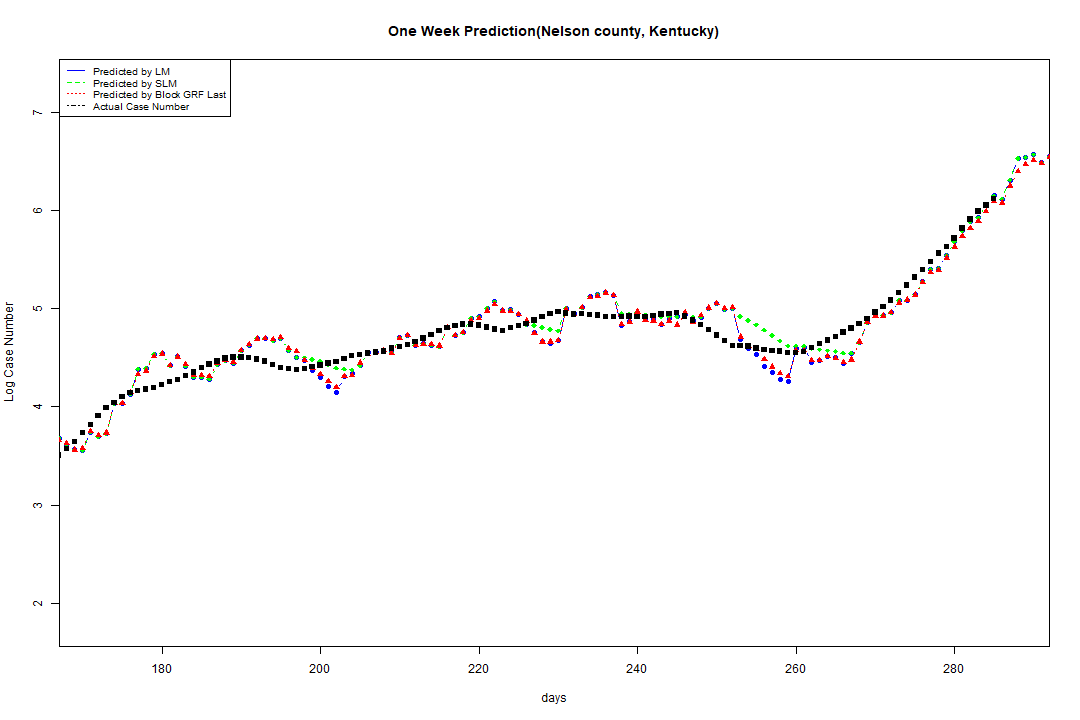 One Week Prediction(Nelson county, Kentucky)
Predicted by LM
Predicted by SLM
Predicted by Block GRF Last
Actual Case Number
7
6
5
4
3
2
Log Case Number
180 200 220 240 260 280
days